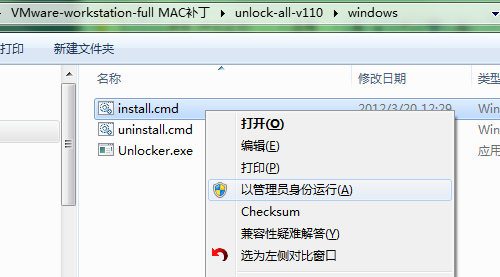 VMware-workstation-full MAC补丁 ▸ unlock-all-v110 ▸ windows
打印 新建文件夹
名称 修改日期 类型
install.cmd 2012/3/20 12:29 Win
uninstall.cmd Win
Unlocker.exe 应用
打开(O)
编辑(E)
打印(P)
以管理员身份运行(A)
Checksum
兼容性疑难解答(Y)
选为左侧对比窗口